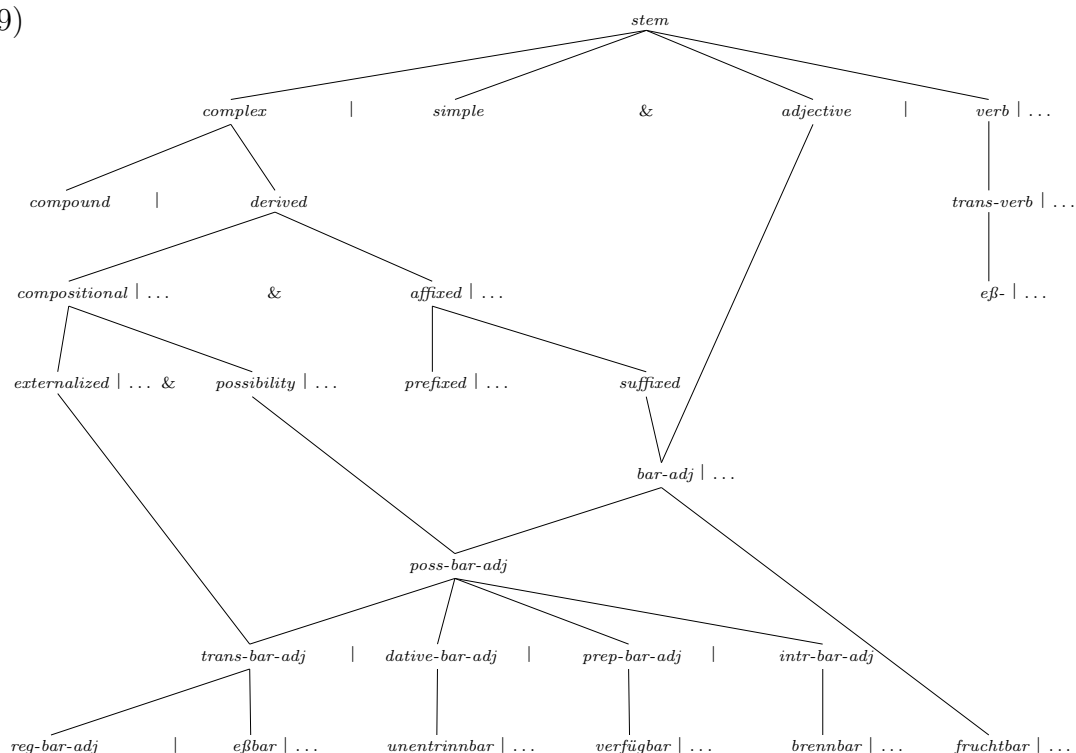 9)
stem
complex | simple & adjective | verb | ...
compound | derived trans-verb | ...
compositional | ... & affixed | ... eß- | ...
externalized | ... & possibility | ... prefixed | ... suffixed
bar-adj | ...
poss-bar-adj
trans-bar-adj | dative-bar-adj | prep-bar-adj | intr-bar-adj
reg-bar-adj | eßbar | ... unentrinnbar | ... verfügbar | ... brennbar | ... fruchtbar | ...